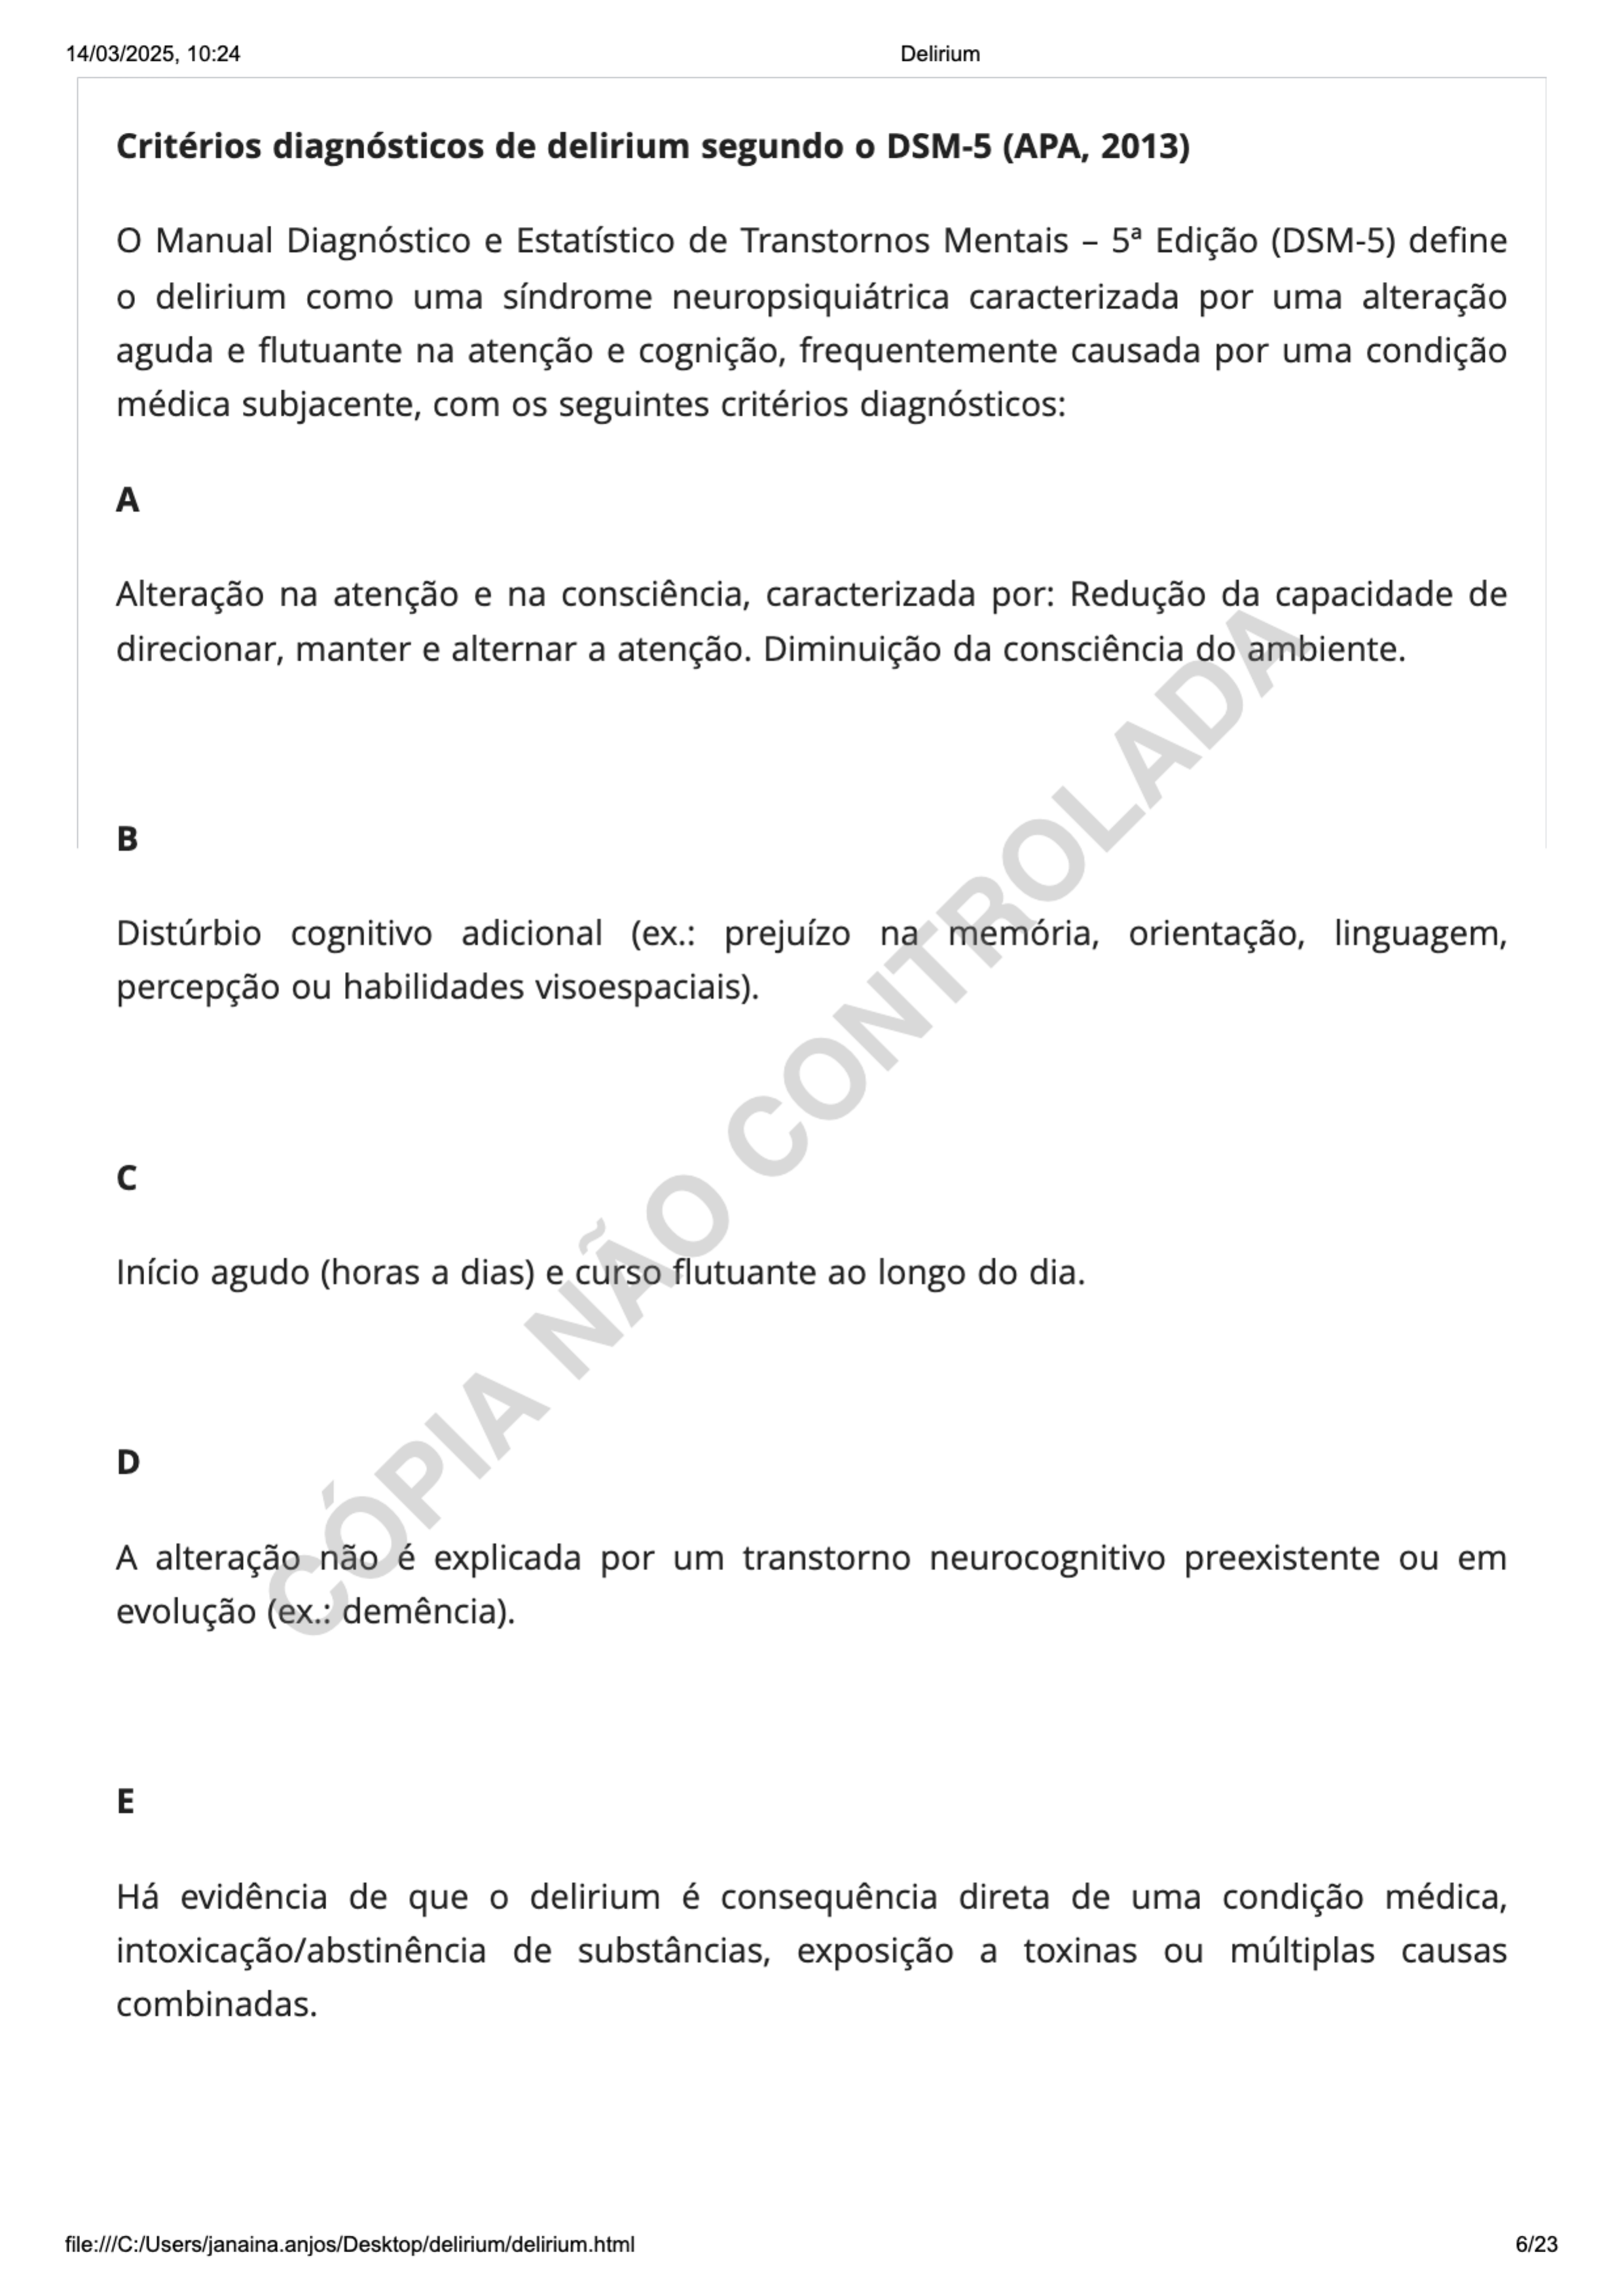 14/03/2025, 10:24
Delirium
Critérios diagnósticos de delirium segundo o DSM-5 (APA, 2013)
O Manual Diagnóstico e Estatístico de Transtornos Mentais – 5ª Edição (DSM-5) define
o delirium como uma síndrome neuropsiquiátrica caracterizada por uma alteração
aguda e flutuante na atenção e cognição, frequentemente causada por uma condição
médica subjacente, com os seguintes critérios diagnósticos:
A
Alteração na atenção e na consciência, caracterizada por: Redução da capacidade de
direcionar, manter e alternar a atenção. Diminuição da consciência do ambiente.
B
Distúrbio cognitivo adicional (ex.: prejuízo na memória, orientação, linguagem,
percepção ou habilidades visoespaciais).
C
Início agudo (horas a dias) e curso flutuante ao longo do dia.
D
A alteração não é explicada por um transtorno neurocognitivo preexistente ou em
evolução (ex.: demência).
E
Há evidência de que o delirium é consequência direta de uma condição médica,
intoxicação/abstinência de substâncias, exposição a toxinas ou múltiplas causas
combinadas.
CÓPIA NÃO CONTROLADA
file:///C:/Users/janaina.anjos/Desktop/delirium/delirium.html
6/23